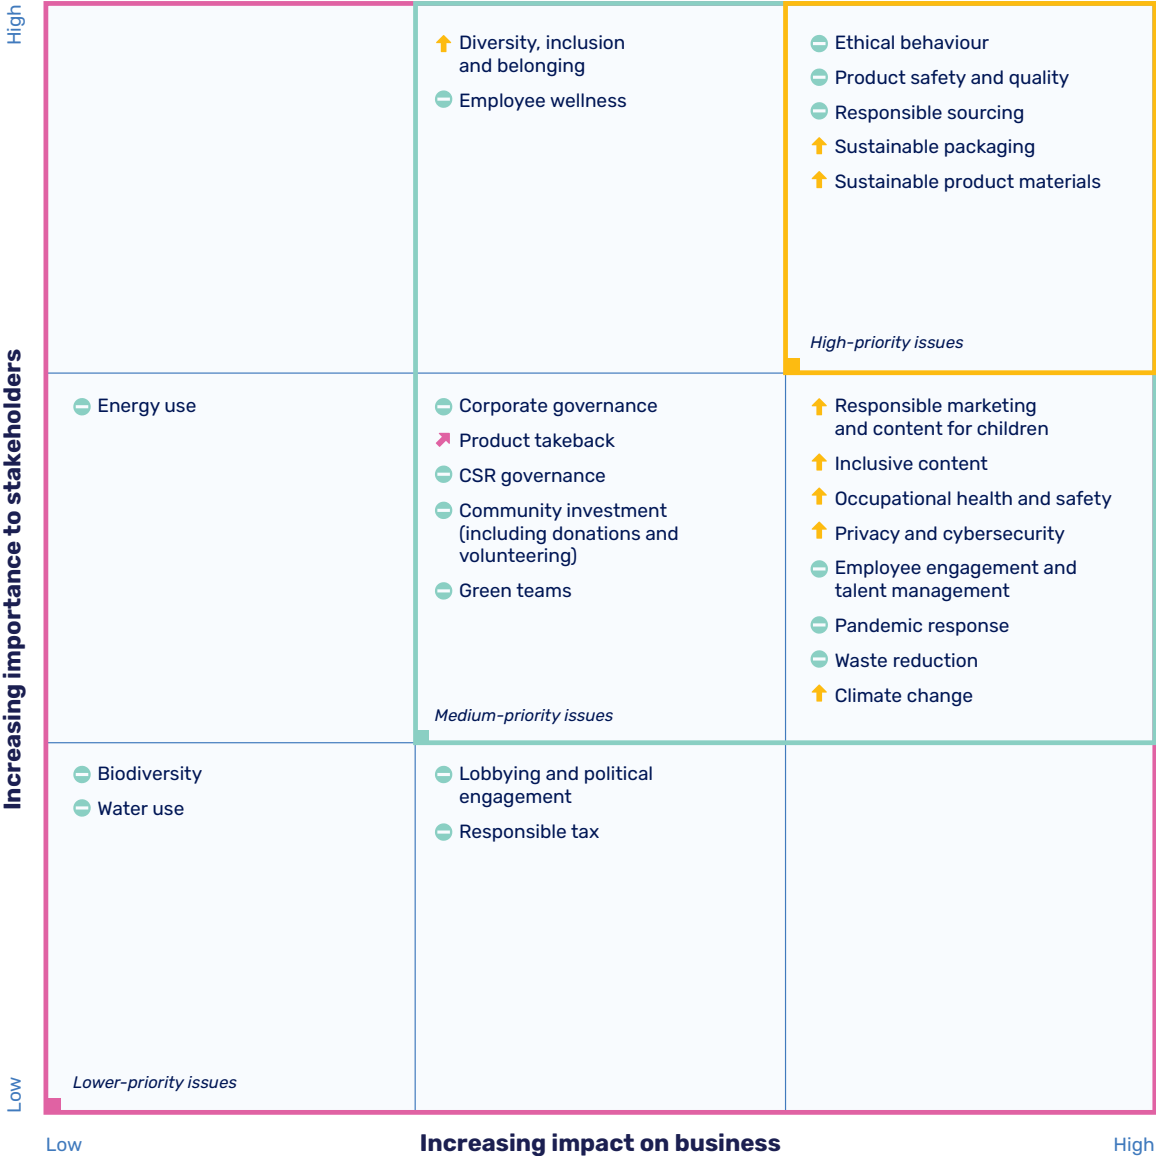 High
Increasing importance to stakeholders
Low
Diversity, inclusion
and belonging
Employee wellness
Ethical behaviour
Product safety and quality
Responsible sourcing
Sustainable packaging
Sustainable product materials
High-priority issues
Energy use
Corporate governance
Product takeback
CSR governance
Community investment
(including donations and
volunteering)
Green teams
Medium-priority issues
Responsible marketing
and content for children
Inclusive content
Occupational health and safety
Privacy and cybersecurity
Employee engagement and
talent management
Pandemic response
Waste reduction
Climate change
Biodiversity
Water use
Lower-priority issues
Lobbying and political
engagement
Responsible tax
Low
Increasing impact on business
High